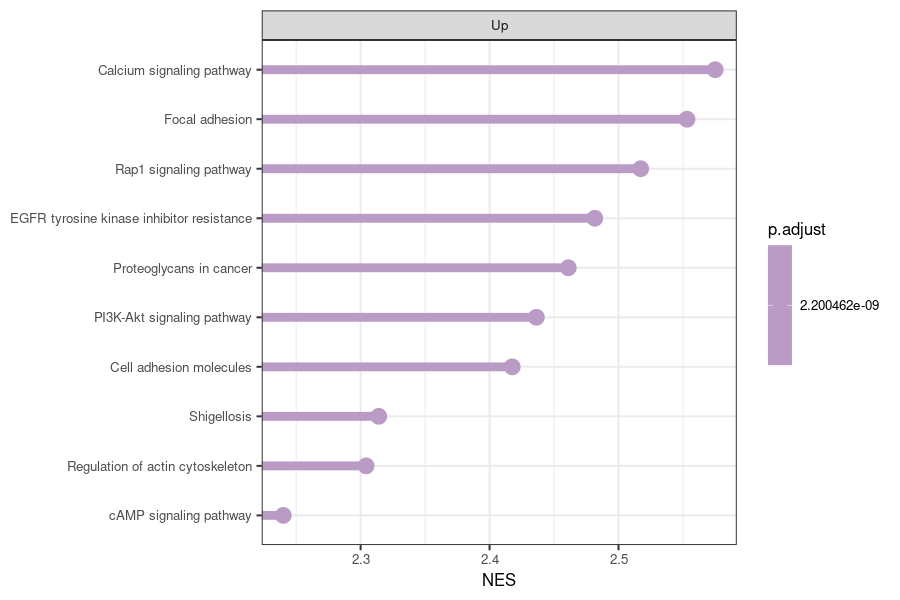 Up
Calcium signaling pathway
Focal adhesion
Rap1 signaling pathway
EGFR tyrosine kinase inhibitor resistance
Proteoglycans in cancer
PI3K-Akt signaling pathway
Cell adhesion molecules
Shigellosis
Regulation of actin cytoskeleton
cAMP signaling pathway
2.3 2.4 2.5
NES
p.adjust
2.200462e-09